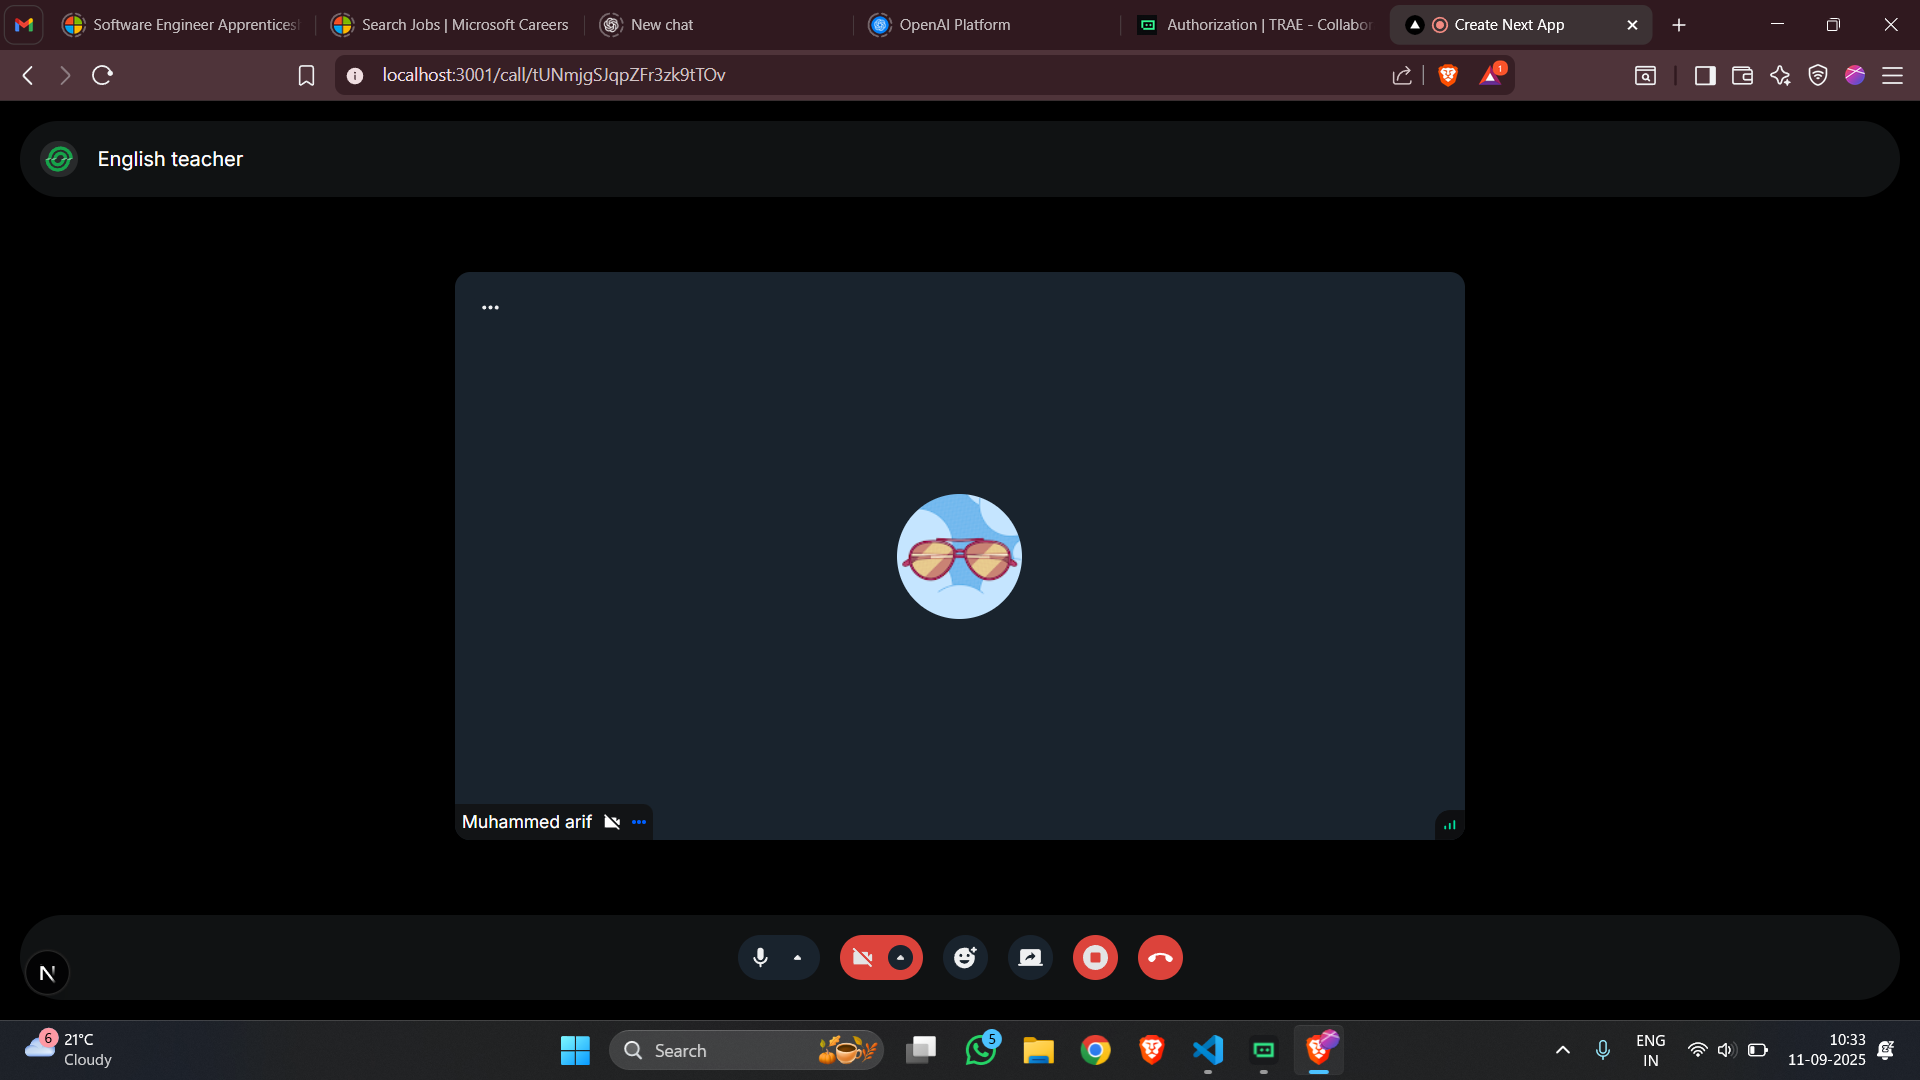 Software Engineer Apprentices
Search Jobs | Microsoft Careers
New chat
OpenAI Platform
Authorization | TRAE - Collabor
Create Next App
localhost:3001/call/tUNmjgSJqpZFr3zk9tTOv
1
English teacher
Muhammed arif
N
6
21°C
Cloudy
Search
5
ENG
IN
10:33
11-09-2025